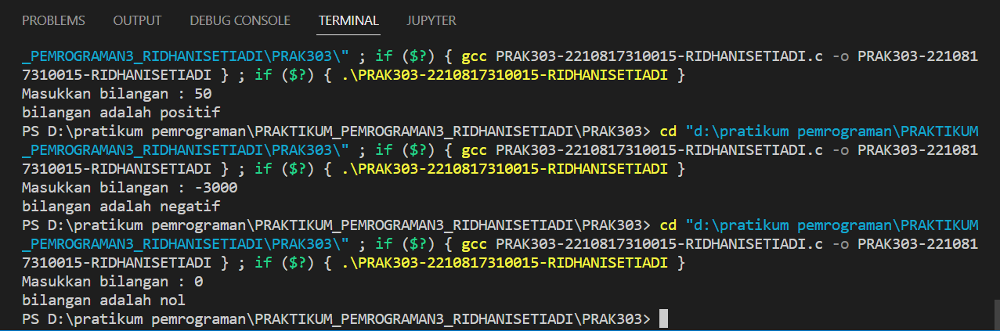 PROBLEMS OUTPUT DEBUG CONSOLE TERMINAL JUPYTER
_PEMROGRAMAN3_RIDHANISETIADI\PRAK303\" ; if ($?) { gcc PRAK303-2210817310015-RIDHANISETIADI.c -o PRAK303-221081
7310015-RIDHANISETIADI } ; if ($?) { .\PRAK303-2210817310015-RIDHANISETIADI }
Masukkan bilangan : 50
bilangan adalah positif
PS D:\pratikum pemrograman\PRAKTIKUM_PEMROGRAMAN3_RIDHANISETIADI\PRAK303> cd "d:\pratikum pemrograman\PRAKTIKUM
_PEMROGRAMAN3_RIDHANISETIADI\PRAK303\" ; if ($?) { gcc PRAK303-2210817310015-RIDHANISETIADI.c -o PRAK303-221081
7310015-RIDHANISETIADI } ; if ($?) { .\PRAK303-2210817310015-RIDHANISETIADI }
Masukkan bilangan : -3000
bilangan adalah negatif
PS D:\pratikum pemrograman\PRAKTIKUM_PEMROGRAMAN3_RIDHANISETIADI\PRAK303> cd "d:\pratikum pemrograman\PRAKTIKUM
_PEMROGRAMAN3_RIDHANISETIADI\PRAK303\" ; if ($?) { gcc PRAK303-2210817310015-RIDHANISETIADI.c -o PRAK303-221081
7310015-RIDHANISETIADI } ; if ($?) { .\PRAK303-2210817310015-RIDHANISETIADI }
Masukkan bilangan : 0
bilangan adalah nol
PS D:\pratikum pemrograman\PRAKTIKUM_PEMROGRAMAN3_RIDHANISETIADI\PRAK303>